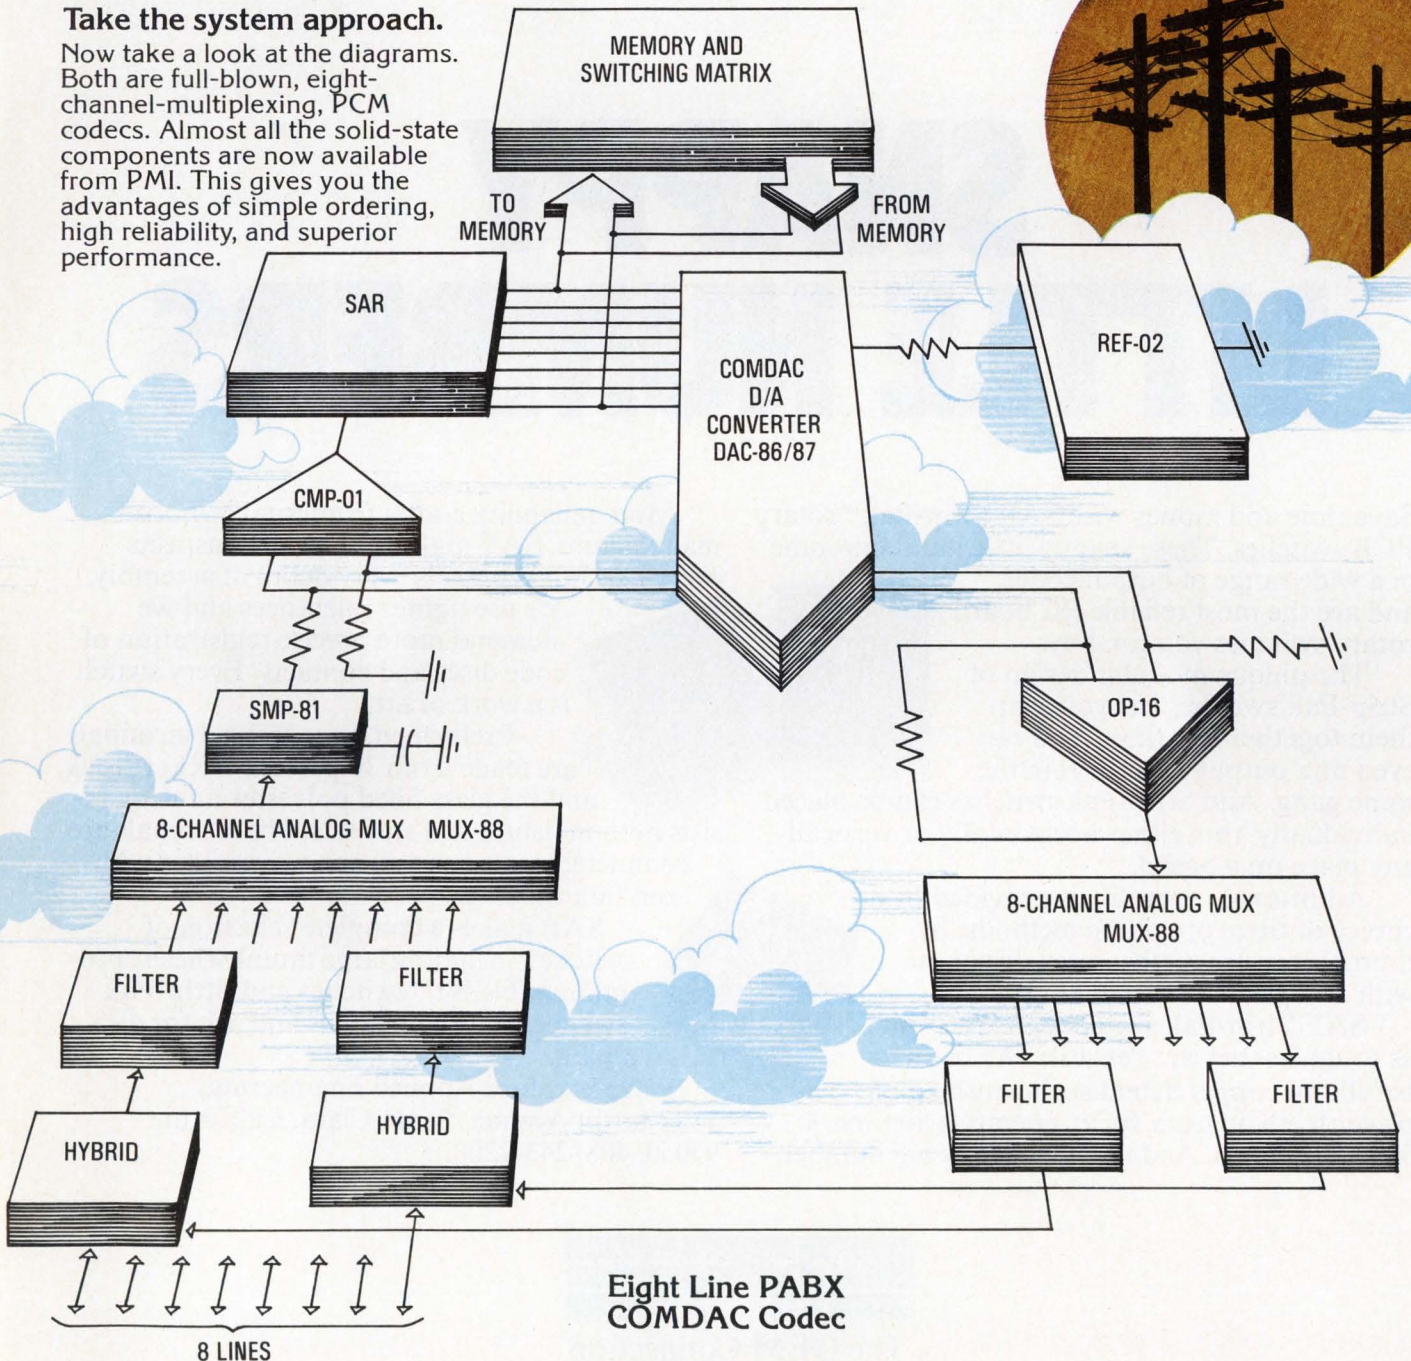 Take the system approach.
Now take a look at the diagrams.
Both are full-blown, eight-
channel-multiplexing, PCM
codecs. Almost all the solid-state
components are now available
from PMI. This gives you the
advantages of simple ordering,
high reliability, and superior
performance.
MEMORY AND
SWITCHING MATRIX
TO
MEMORY
FROM
MEMORY
SAR
COMDAC
D/A
CONVERTER
DAC-86/87
REF-02
CMP-01
SMP-81
OP-16
8-CHANNEL ANALOG MUX MUX-88
8-CHANNEL ANALOG MUX
MUX-88
FILTER
FILTER
FILTER
FILTER
HYBRID
HYBRID
8 LINES
Eight Line PABX
COMDAC Codec